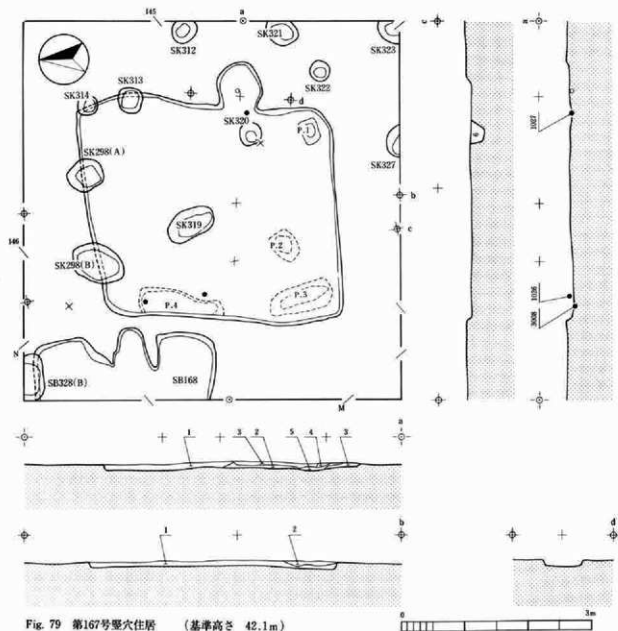 145
a
c
a
SK312
SK321
SK323
SK322
SK313
d
SK314
SK320
P.1
1027
6
SK298(A)
SK327
b
SK319
c
146
P.2
SK298(B)
P.3
P.4
1036
3008
N
SB328(B)
SB168
M
a
1
3
2
5
4
3
b
d
1
2
Fig. 79 第167号竪穴住居 (基準高さ 42.1m)
0
3m